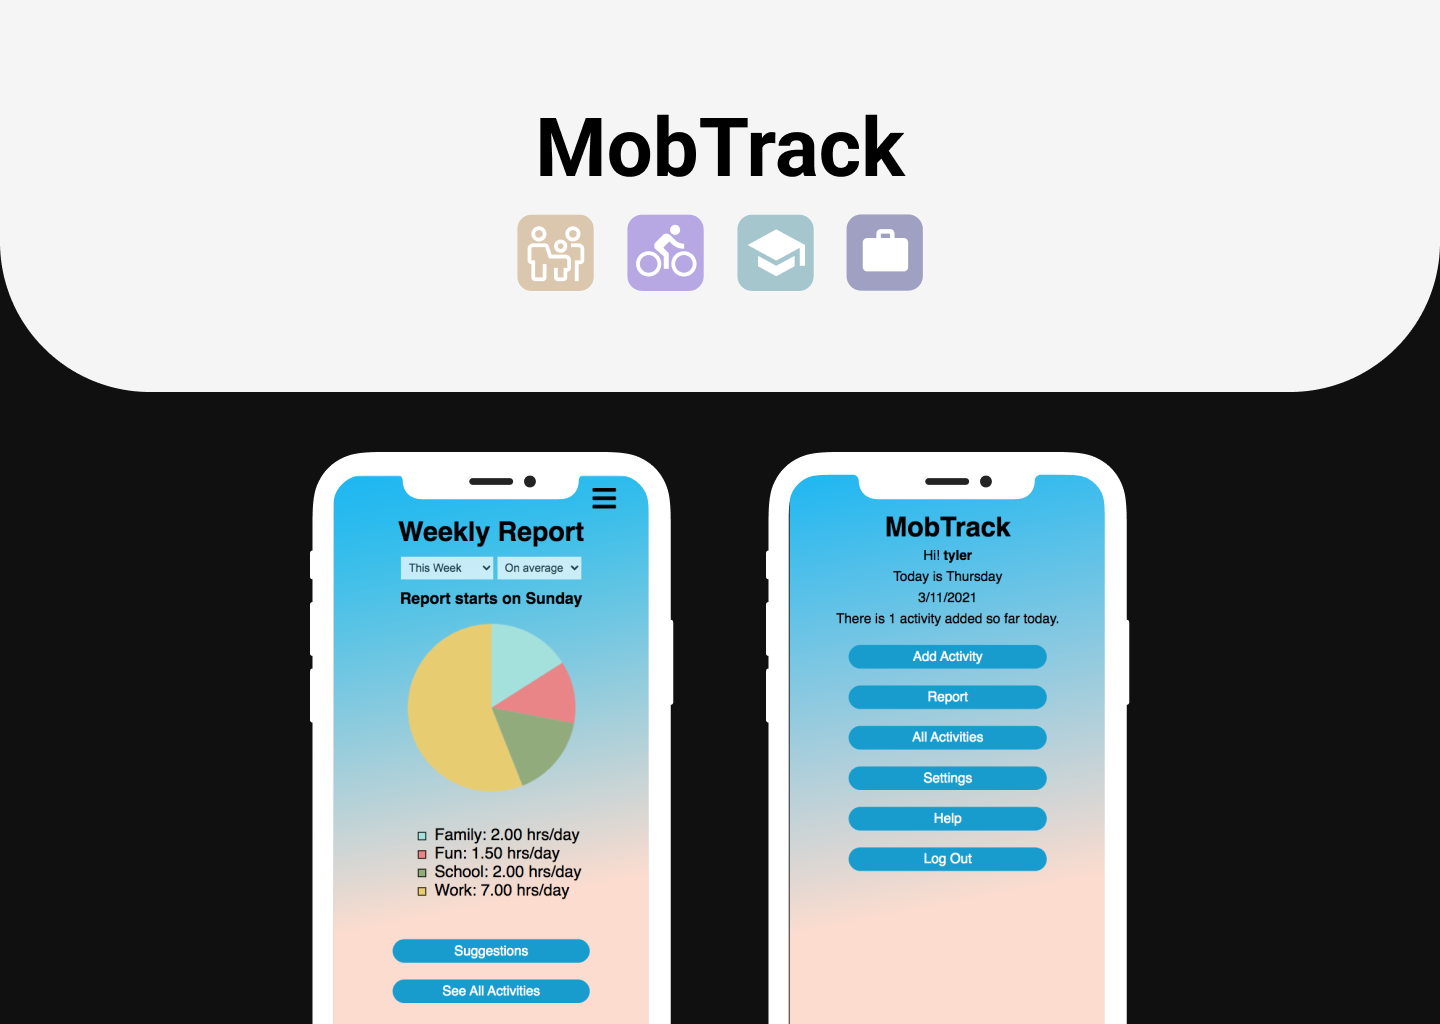 MobTrack
Weekly Report
This Week On average
Report starts on Sunday
Family: 2.00 hrs/day
Fun: 1.50 hrs/day
School: 2.00 hrs/day
Work: 7.00 hrs/day
Suggestions
See All Activities
MobTrack
Hi! tyler
Today is Thursday
3/11/2021
There is 1 activity added so far today.
Add Activity
Report
All Activities
Settings
Help
Log Out